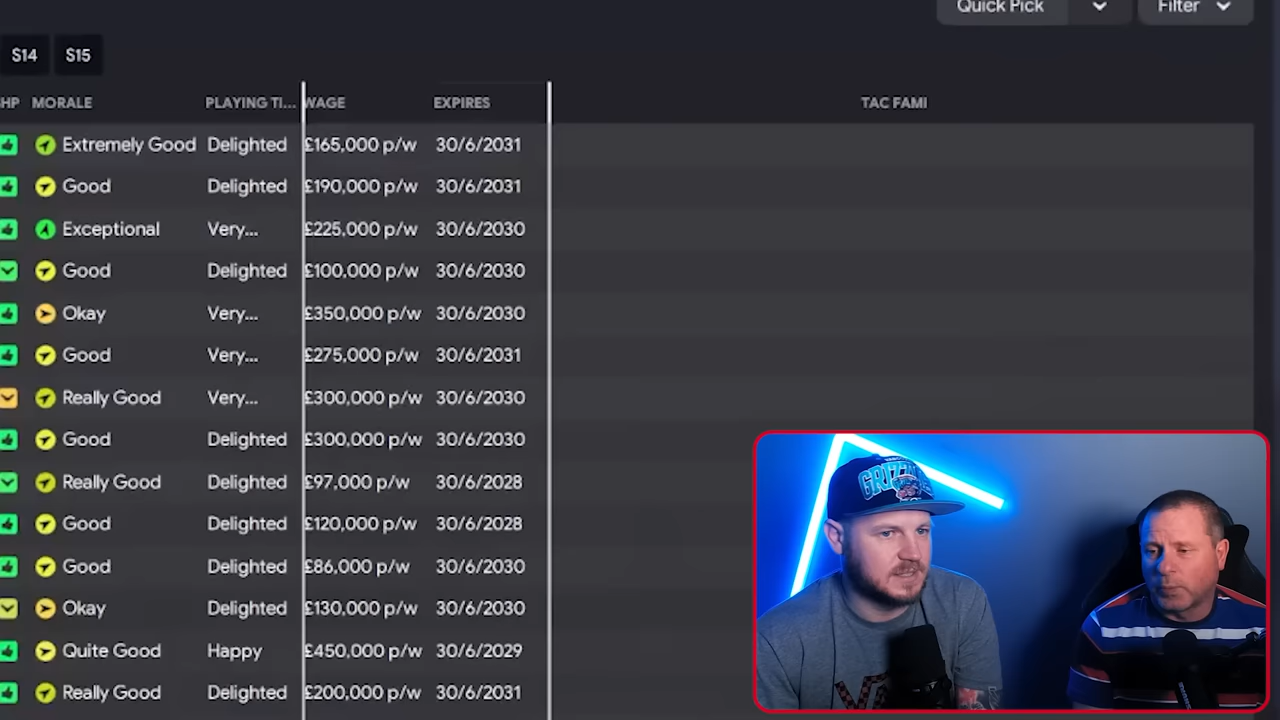 Quick Pick Filter
S14 S15
HP MORALE PLAYING TI... WAGE EXPIRES TAC FAMI
Extremely Good Delighted £165,000 p/w 30/6/2031
Good Delighted £190,000 p/w 30/6/2031
Exceptional Very... £225,000 p/w 30/6/2030
Good Delighted £100,000 p/w 30/6/2030
Okay Very... £350,000 p/w 30/6/2030
Good Very... £275,000 p/w 30/6/2031
Really Good Very... £300,000 p/w 30/6/2030
Good Delighted £300,000 p/w 30/6/2030
Really Good Delighted £97,000 p/w 30/6/2028
Good Delighted £120,000 p/w 30/6/2028
Good Delighted £86,000 p/w 30/6/2030
Okay Delighted £130,000 p/w 30/6/2030
Quite Good Happy £450,000 p/w 30/6/2029
Really Good Delighted £200,000 p/w 30/6/2031